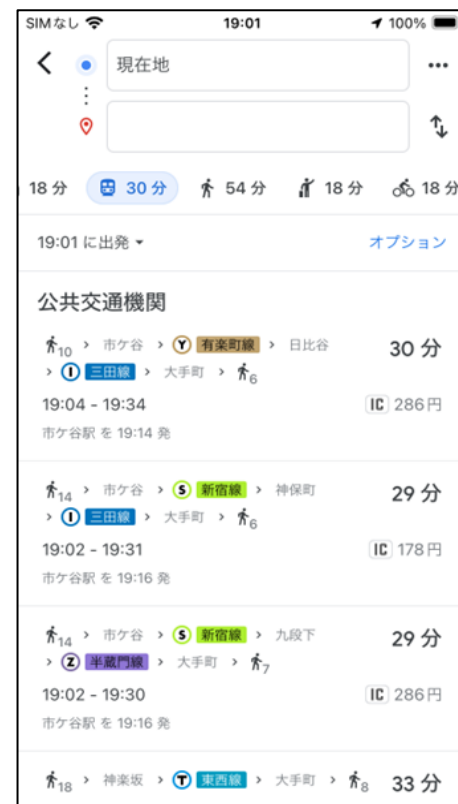 SIMなし 19:01 100%
現在地
18 分 30 分 54 分 18 分 18 分
19:01 に出発 オプション
公共交通機関
10 市ケ谷 Y 有楽町線 日比谷 30 分
I 三田線 大手町 6
19:04 - 19:34 IC 286円
市ケ谷駅 を 19:14 発
14 市ケ谷 S 新宿線 神保町 29 分
I 三田線 大手町 6
19:02 - 19:31 IC 178円
市ケ谷駅 を 19:16 発
14 市ケ谷 S 新宿線 九段下 29 分
Z 半蔵門線 大手町 7
19:02 - 19:30 IC 286円
市ケ谷駅 を 19:16 発
18 神楽坂 T 東西線 大手町 8 33 分